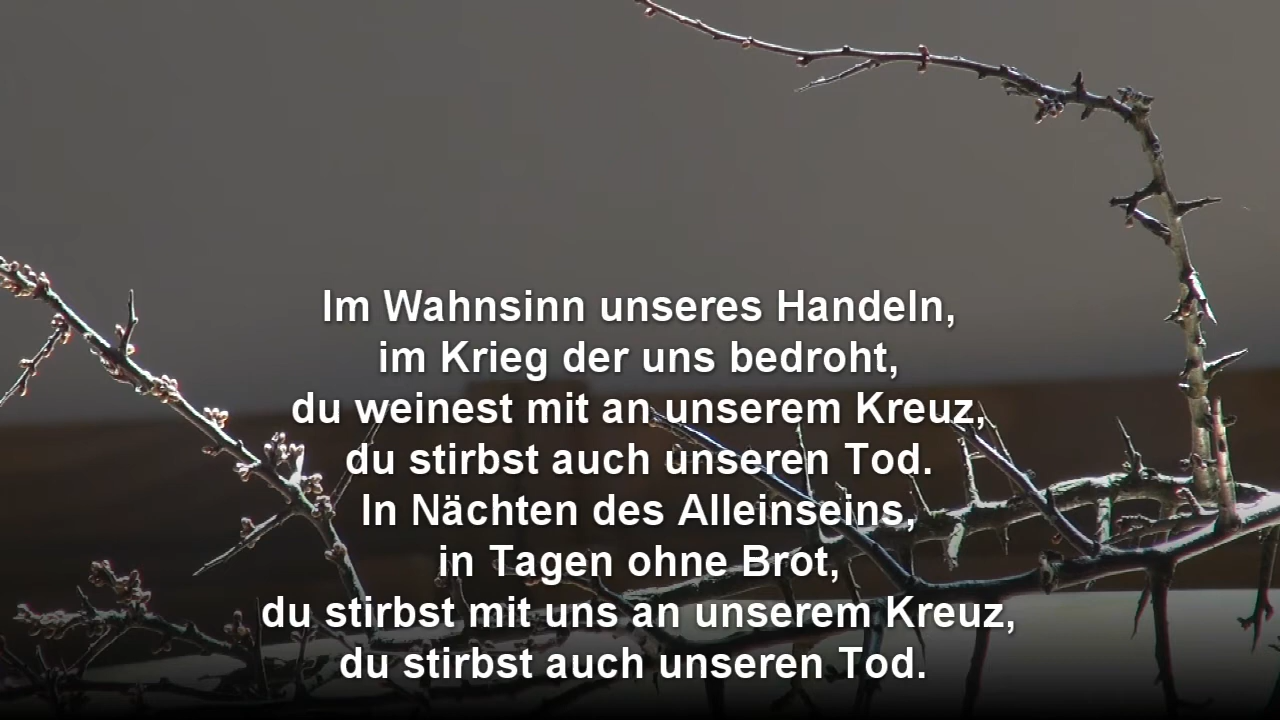 Im Wahnsinn unseres Handeln,
im Krieg der uns bedroht,
du weinest mit an unserem Kreuz,
du stirbst auch unseren Tod.
In Nächten des Alleinseins,
in Tagen ohne Brot,
du stirbst mit uns an unserem Kreuz,
du stirbst auch unseren Tod.